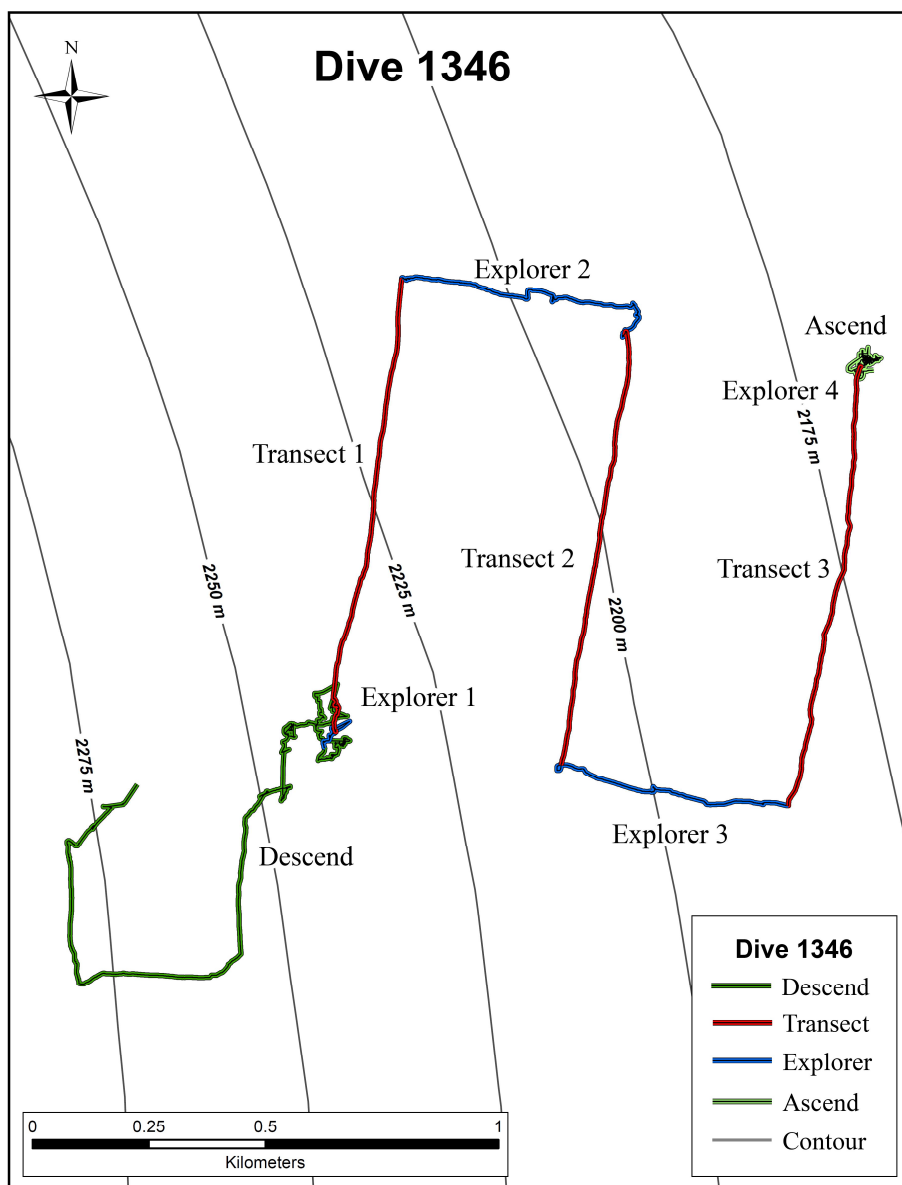 N
Dive 1346
Explorer 2
Ascend
Explorer 4
2175 m
Transect 1
Transect 2
Transect 3
2250 m
2225 m
2200 m
Explorer 1
2275 m
Explorer 3
Descend
Dive 1346
Descend
Transect
Explorer
Ascend
Contour
0 0.25 0.5 1
Kilometers